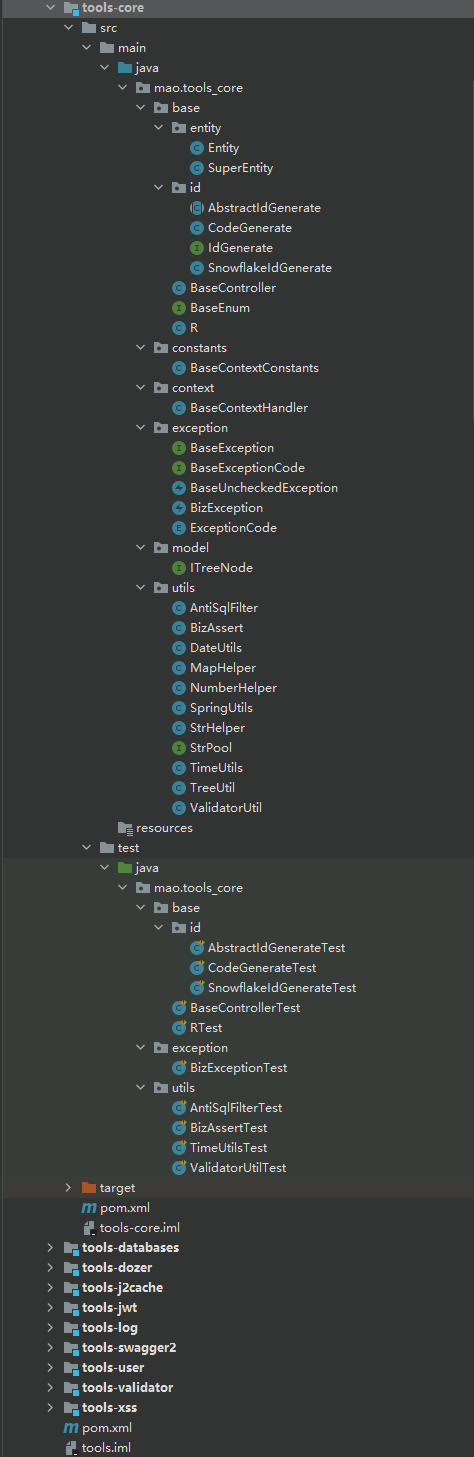 tools-core
src
main
java
mao.tools_core
base
entity
Entity
SuperEntity
id
AbstractIdGenerate
CodeGenerate
IdGenerate
SnowflakeIdGenerate
BaseController
BaseEnum
R
constants
BaseContextConstants
context
BaseContextHandler
exception
BaseException
BaseExceptionCode
BaseUncheckedException
BizException
ExceptionCode
model
ITreeNode
utils
AntiSqlFilter
BizAssert
DateUtils
MapHelper
NumberHelper
SpringUtils
StrHelper
StrPool
TimeUtils
TreeUtil
ValidatorUtil
resources
test
java
mao.tools_core
base
id
AbstractIdGenerateTest
CodeGenerateTest
SnowflakeIdGenerateTest
BaseControllerTest
RTest
exception
BizExceptionTest
utils
AntiSqlFilterTest
BizAssertTest
TimeUtilsTest
ValidatorUtilTest
target
pom.xml
tools-core.iml
tools-databases
tools-dozer
tools-j2cache
tools-jwt
tools-log
tools-swagger2
tools-user
tools-validator
tools-xss
pom.xml
tools.iml